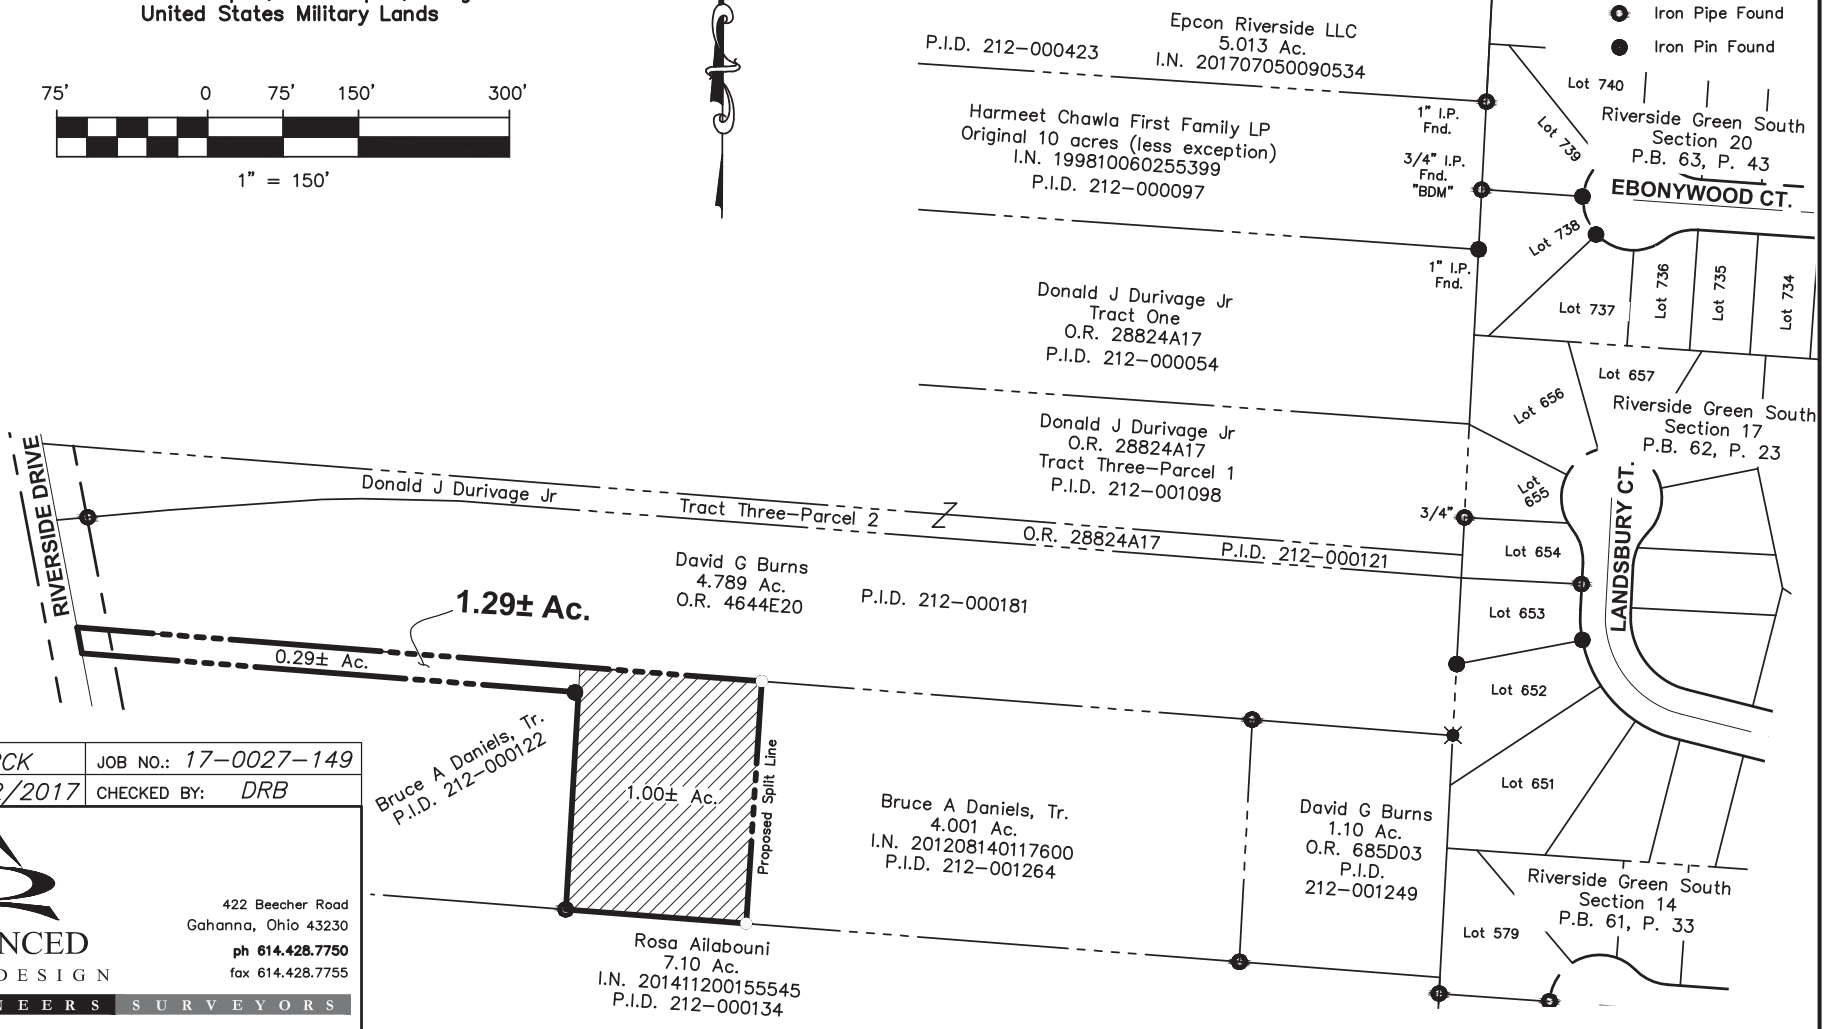 United States Military Lands
75' 0 75' 150' 300'
1" = 150'
Iron Pipe Found
Iron Pin Found
Epcon Riverside LLC
5.013 Ac.
I.N. 201707050090534
P.I.D. 212-000423
Harmeet Chawla First Family LP
Original 10 acres (less exception)
I.N. 199810060255399
P.I.D. 212-000097
1" I.P.
Fnd.
3/4" I.P.
Fnd.
"BDM"
1" I.P.
Fnd.
Lot 740
Lot 739
Riverside Green South
Section 20
P.B. 63, P. 43
EBONYWOOD CT.
Lot 738
Lot 737
Lot 736
Lot 735
Lot 734
Donald J Durivage Jr
Tract One
O.R. 28824A17
P.I.D. 212-000054
Lot 657
Lot 656
Riverside Green South
Section 17
P.B. 62, P. 23
Donald J Durivage Jr
O.R. 28824A17
Tract Three-Parcel 1
P.I.D. 212-001098
Lot
655
3/4"
LANDSBURY CT.
RIVERSIDE DRIVE
Donald J Durivage Jr
Tract Three-Parcel 2
O.R. 28824A17
P.I.D. 212-000121
Lot 654
Lot 653
Lot 652
Lot 651
David G Burns
4.789 Ac.
O.R. 4644E20
P.I.D. 212-000181
1.29± Ac.
0.29± Ac.
Bruce A Daniels, Tr.
P.I.D. 212-000122
1.00± Ac.
Proposed Split Line
Bruce A Daniels, Tr.
4.001 Ac.
I.N. 201208140117600
P.I.D. 212-001264
David G Burns
1.10 Ac.
O.R. 685D03
P.I.D.
212-001249
Riverside Green South
Section 14
P.B. 61, P. 33
Lot 579
Rosa Ailabouni
7.10 Ac.
I.N. 201411200155545
P.I.D. 212-000134
CK JOB NO.: 17-0027-149
/2017 CHECKED BY: DRB
422 Beecher Road
Gahanna, Ohio 43230
ph 614.428.7750
fax 614.428.7755
NCED
DESIGN
NEERS SURVEYORS